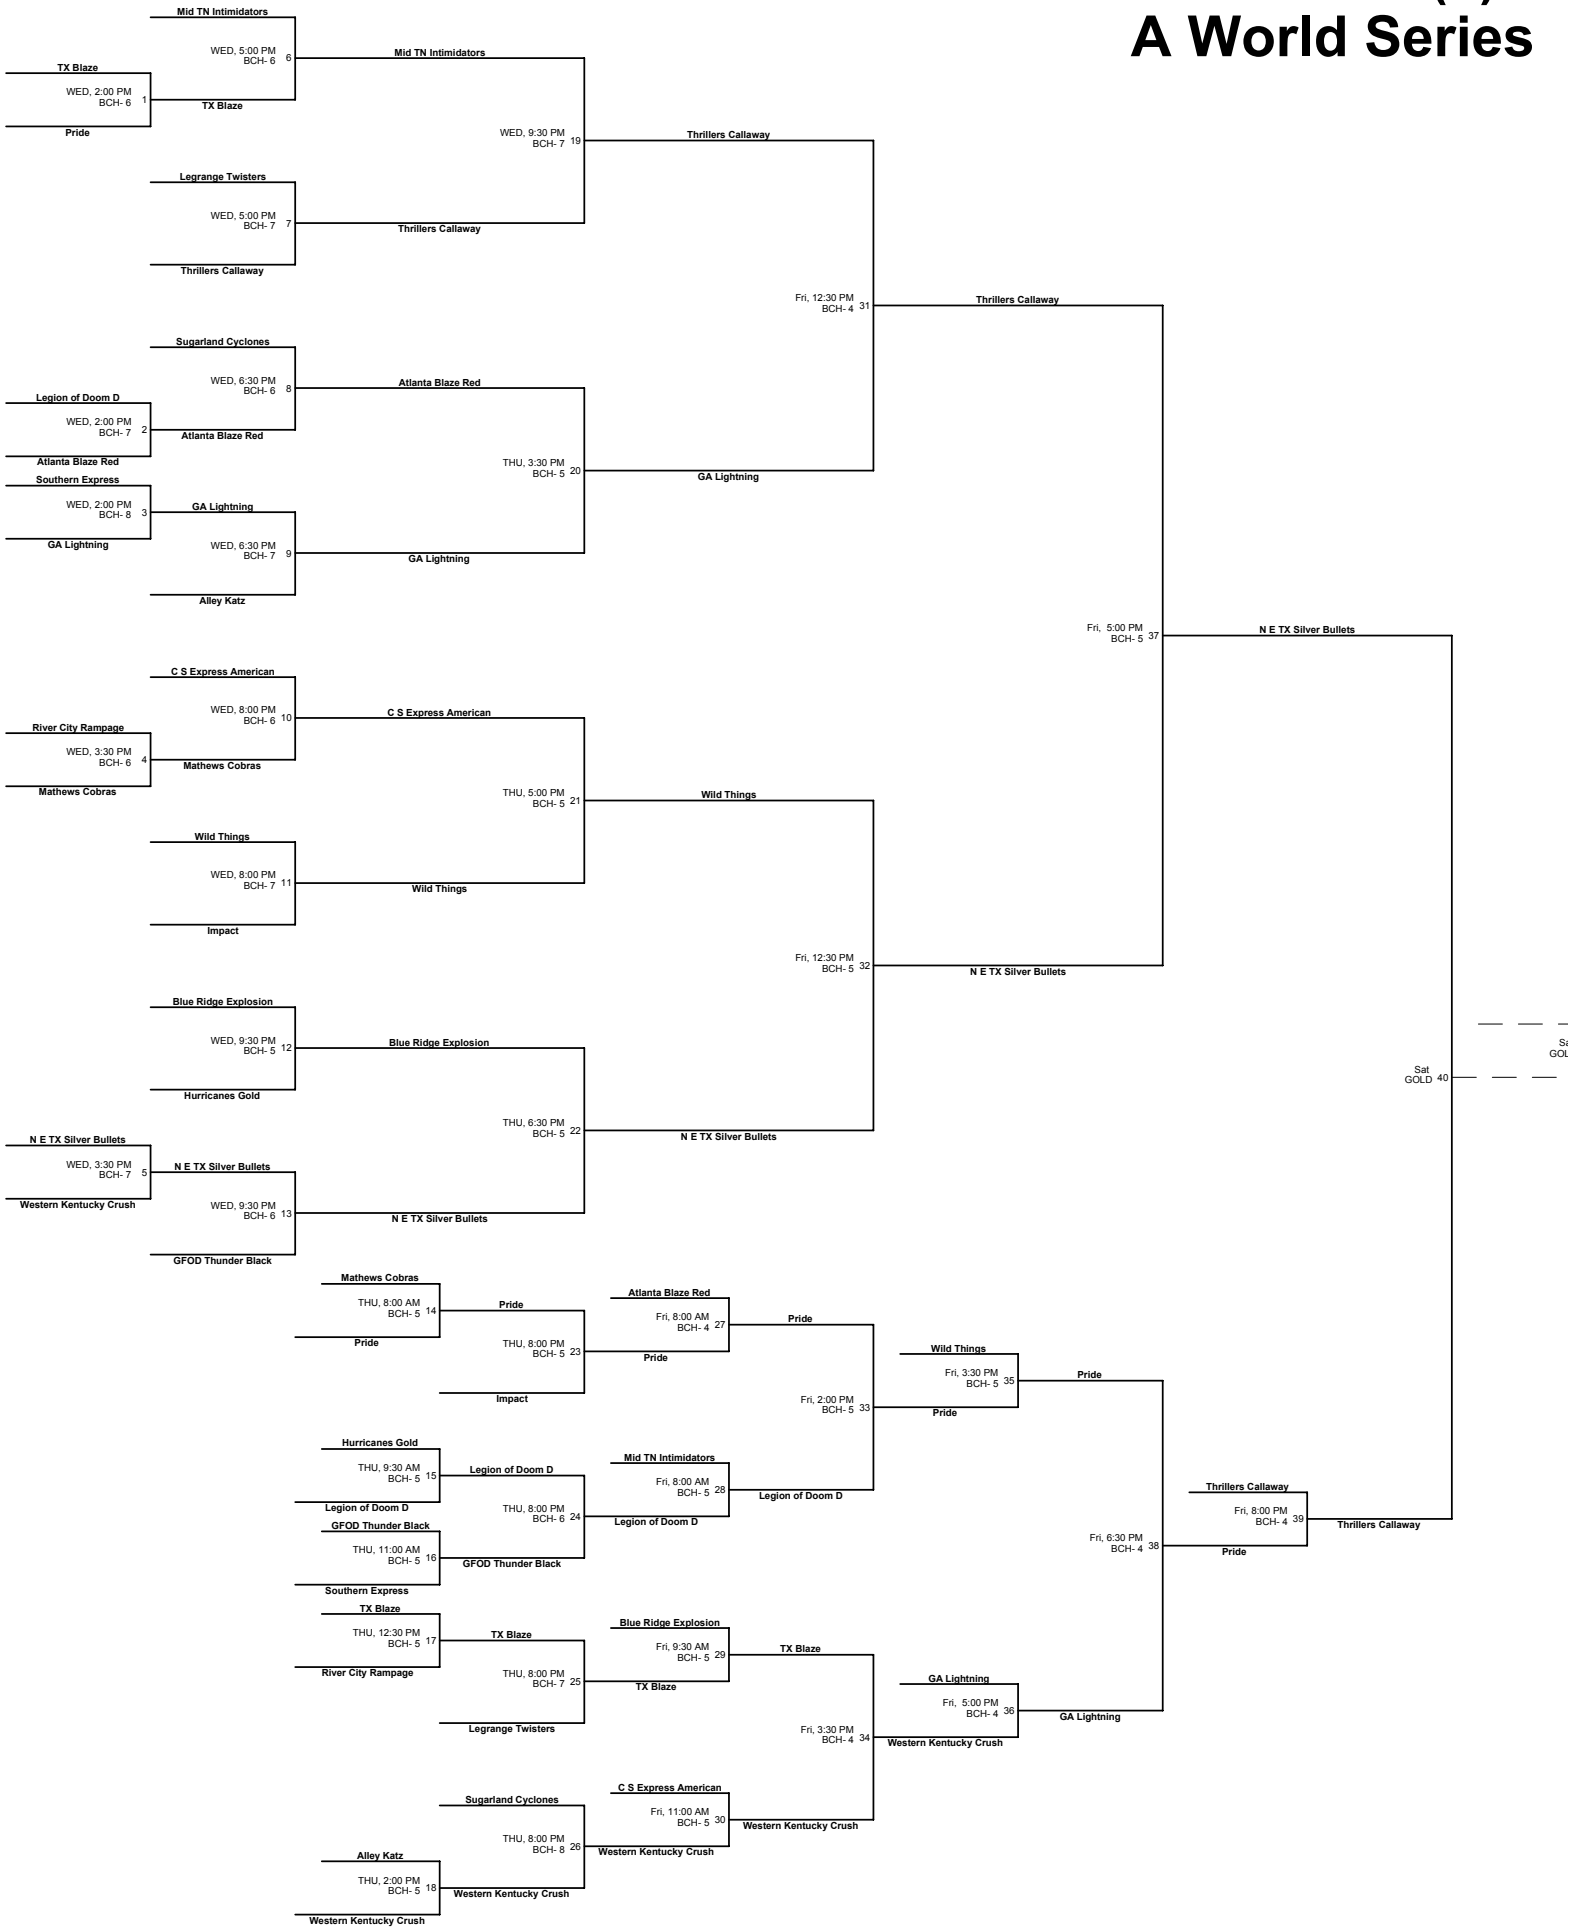 A World Series
Mid TN Intimidators
WED, 5:00 PM
BCH- 6 6
Mid TN Intimidators
TX Blaze
WED, 2:00 PM
BCH- 6 1
TX Blaze
Pride
WED, 9:30 PM
BCH- 7 19
Thrillers Callaway
Legrange Twisters
WED, 5:00 PM
BCH- 7 7
Thrillers Callaway
Thrillers Callaway
Fri, 12:30 PM
BCH- 4 31
Thrillers Callaway
Sugarland Cyclones
WED, 6:30 PM
BCH- 6 8
Atlanta Blaze Red
Legion of Doom D
WED, 2:00 PM
BCH- 7 2
Atlanta Blaze Red
Atlanta Blaze Red
THU, 3:30 PM
BCH- 5 20
GA Lightning
Southern Express
WED, 2:00 PM
BCH- 8 3
GA Lightning
GA Lightning
WED, 6:30 PM
BCH- 7 9
GA Lightning
Alley Katz
Fri, 5:00 PM
BCH- 5 37
N E TX Silver Bullets
C S Express American
WED, 8:00 PM
BCH- 6 10
C S Express American
River City Rampage
WED, 3:30 PM
BCH- 6 4
Mathews Cobras
Mathews Cobras
THU, 5:00 PM
BCH- 5 21
Wild Things
Wild Things
WED, 8:00 PM
BCH- 7 11
Wild Things
Impact
Fri, 12:30 PM
BCH- 5 32
N E TX Silver Bullets
Blue Ridge Explosion
WED, 9:30 PM
BCH- 5 12
Blue Ridge Explosion
Hurricanes Gold
Sat
GOLD 40
THU, 6:30 PM
BCH- 5 22
N E TX Silver Bullets
N E TX Silver Bullets
WED, 3:30 PM
BCH- 7 5
N E TX Silver Bullets
Western Kentucky Crush
WED, 9:30 PM
BCH- 6 13
N E TX Silver Bullets
GFOD Thunder Black
Mathews Cobras
THU, 8:00 AM
BCH- 5 14
Pride
Pride
THU, 8:00 PM
BCH- 5 23
Pride
Impact
Atlanta Blaze Red
Fri, 8:00 AM
BCH- 4 27
Pride
Wild Things
Fri, 3:30 PM
BCH- 5 35
Pride
Fri, 2:00 PM
BCH- 5 33
Pride
Hurricanes Gold
THU, 9:30 AM
BCH- 5 15
Legion of Doom D
Legion of Doom D
Mid TN Intimidators
Fri, 8:00 AM
BCH- 5 28
Legion of Doom D
THU, 8:00 PM
BCH- 6 24
Legion of Doom D
GFOD Thunder Black
THU, 11:00 AM
BCH- 5 16
GFOD Thunder Black
Southern Express
Thrillers Callaway
Fri, 8:00 PM
BCH- 4 39
Thrillers Callaway
Fri, 6:30 PM
BCH- 4 38
Pride
TX Blaze
THU, 12:30 PM
BCH- 5 17
TX Blaze
River City Rampage
Blue Ridge Explosion
Fri, 9:30 AM
BCH- 5 29
TX Blaze
THU, 8:00 PM
BCH- 7 25
TX Blaze
Legrange Twisters
GA Lightning
Fri, 5:00 PM
BCH- 4 36
GA Lightning
Fri, 3:30 PM
BCH- 4 34
Western Kentucky Crush
C S Express American
Fri, 11:00 AM
BCH- 5 30
Western Kentucky Crush
Sugarland Cyclones
THU, 8:00 PM
BCH- 8 26
Western Kentucky Crush
Alley Katz
THU, 2:00 PM
BCH- 5 18
Western Kentucky Crush
Western Kentucky Crush